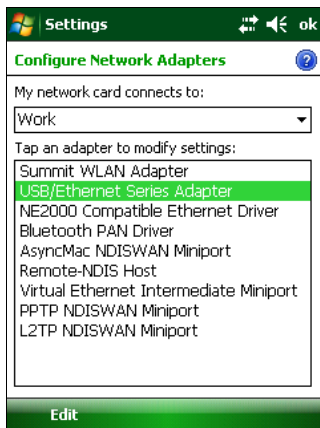 Settings ok
Configure Network Adapters ?
My network card connects to:
Work
Tap an adapter to modify settings:
Summit WLAN Adapter
USB/Ethernet Series Adapter
NE2000 Compatible Ethernet Driver
Bluetooth PAN Driver
AsyncMac NDISWAN Miniport
Remote-NDIS Host
Virtual Ethernet Intermediate Miniport
PPTP NDISWAN Miniport
L2TP NDISWAN Miniport
Edit